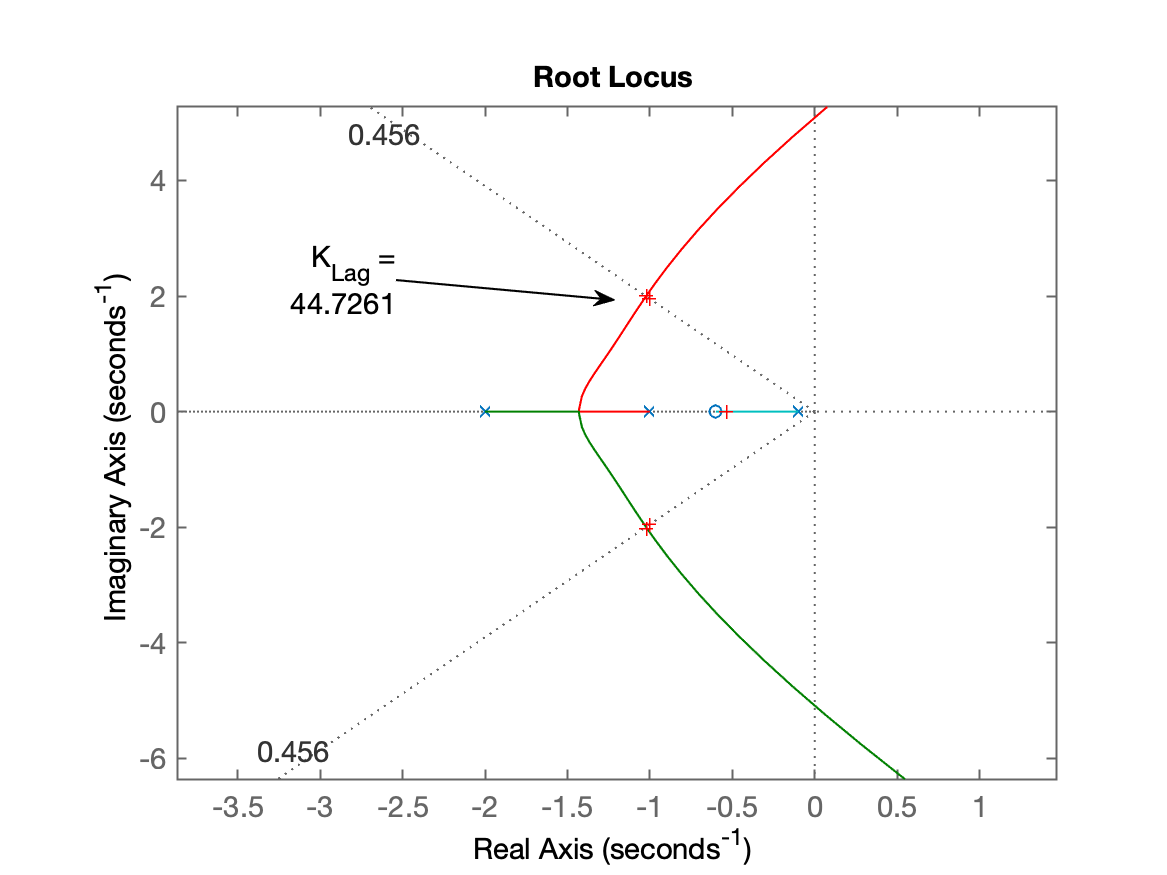 Root Locus
0.456
K_Lag =
44.7261
0.456
4
2
0
-2
-4
-6
-3.5 -3 -2.5 -2 -1.5 -1 -0.5 0 0.5 1
Real Axis (seconds^-1)
Imaginary Axis (seconds^-1)